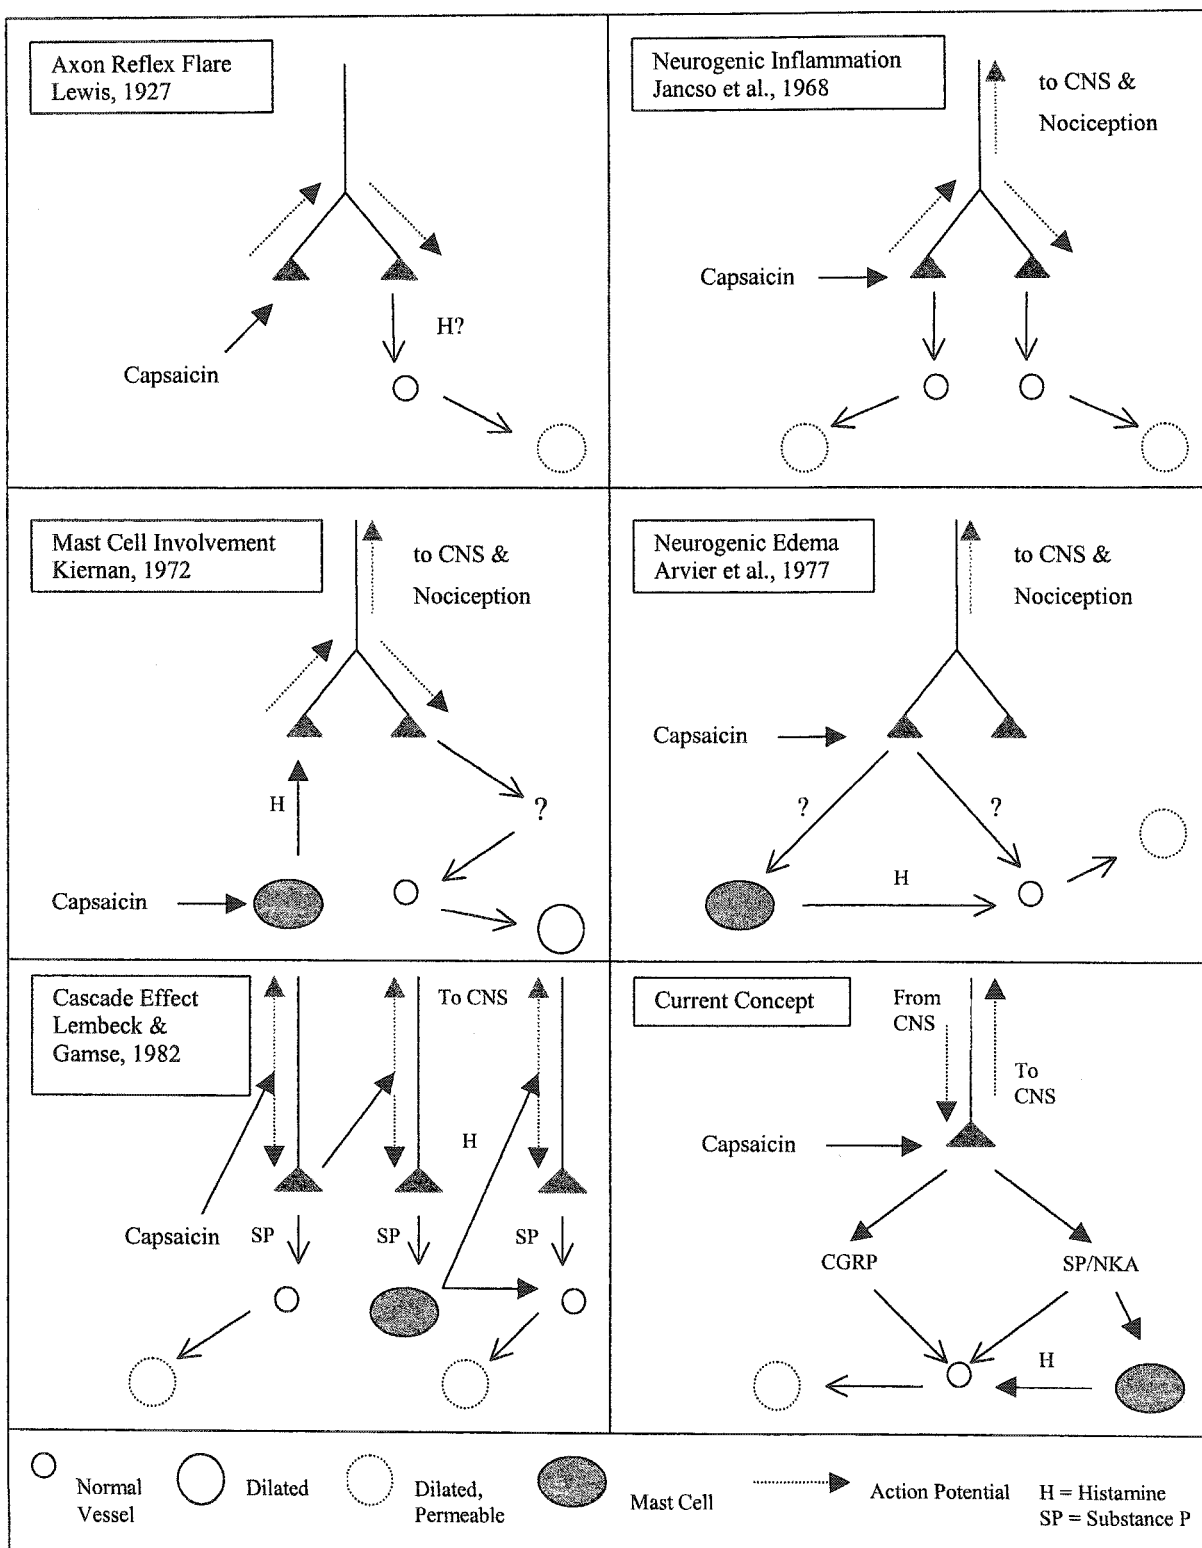 Axon Reflex Flare
Lewis, 1927
H?
Capsaicin
Neurogenic Inflammation
Jancso et al., 1968
to CNS &
Nociception
Capsaicin
Mast Cell Involvement
Kiernan, 1972
to CNS &
Nociception
H
?
Capsaicin
Neurogenic Edema
Arvier et al., 1977
to CNS &
Nociception
Capsaicin
?
?
H
Cascade Effect
Lembeck &
Gamse, 1982
To CNS
H
Capsaicin
SP
SP
SP
Current Concept
From
CNS
To
CNS
Capsaicin
CGRP
SP/NKA
H
Normal
Vessel
Dilated
Dilated,
Permeable
Mast Cell
Action Potential
H = Histamine
SP = Substance P